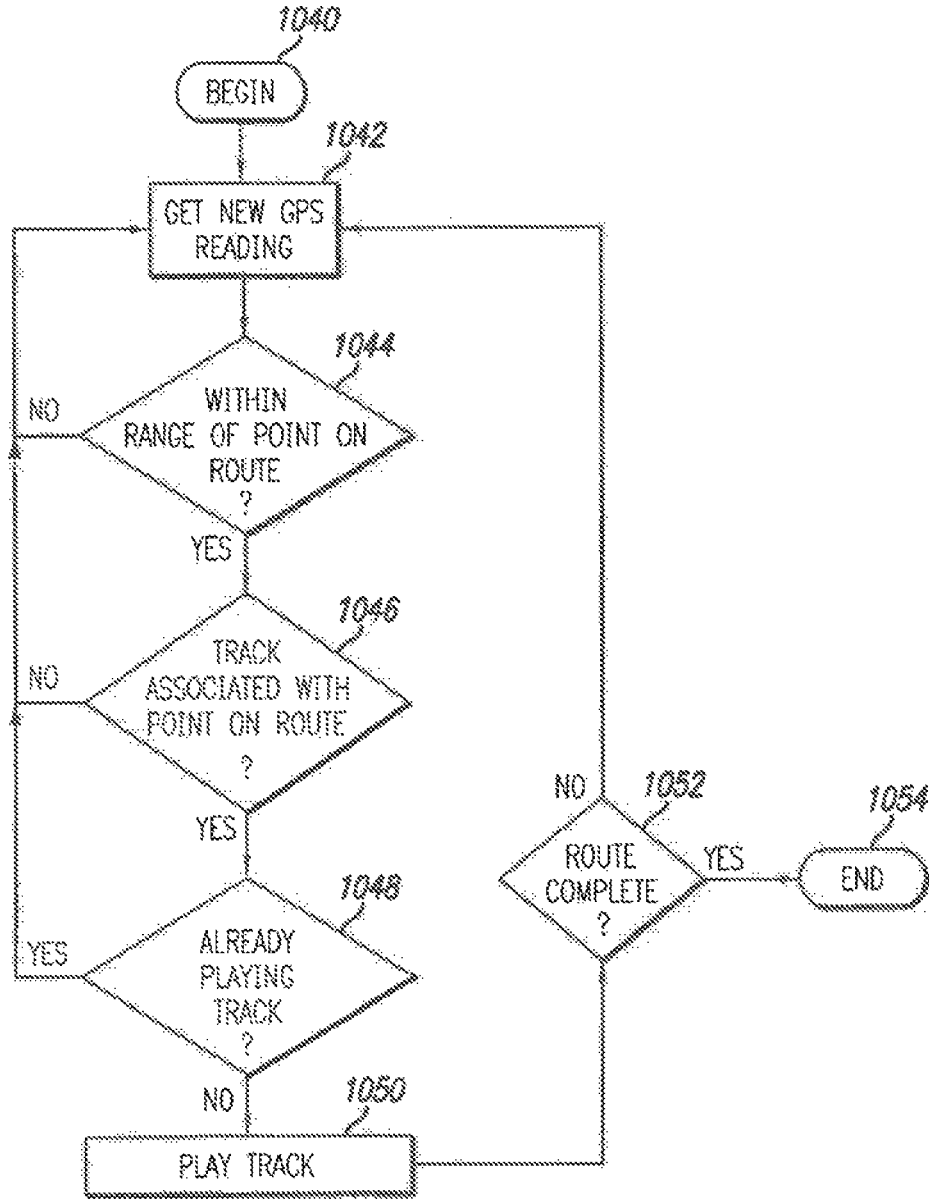 1040
BEGIN
1042
GET NEW GPS
READING
1044
WITHIN
RANGE OF POINT ON
ROUTE
?
NO
YES
1046
TRACK
ASSOCIATED WITH
POINT ON ROUTE
?
NO
YES
1048
ALREADY
PLAYING
TRACK
?
YES
NO
1050
PLAY TRACK
1052
ROUTE
COMPLETE
?
NO
YES
1054
END